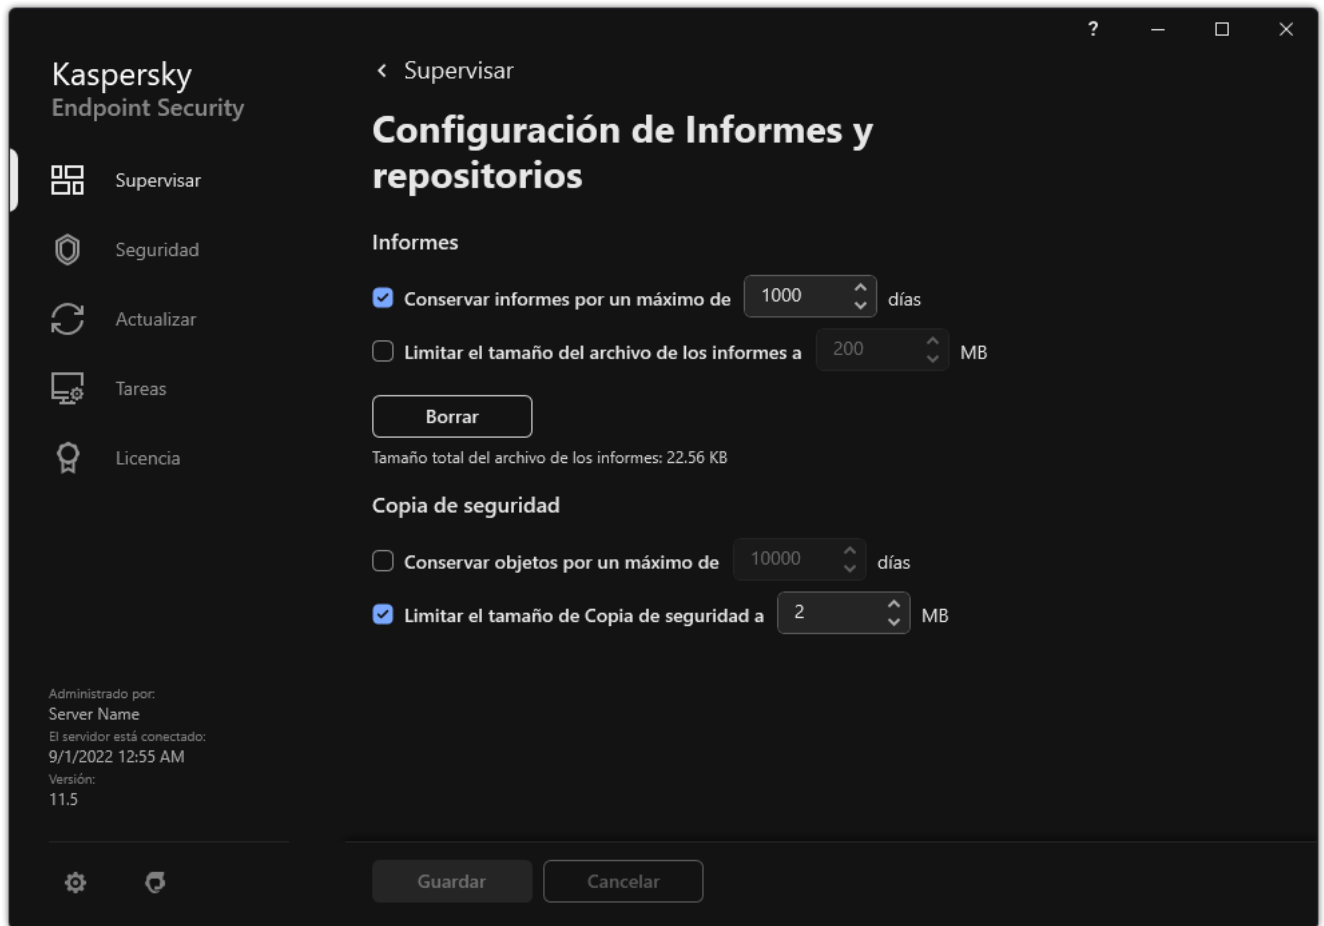 ?
Kaspersky
Endpoint Security
Supervisar
Seguridad
Actualizar
Tareas
Licencia
Administrado por:
Server Name
El servidor está conectado:
9/1/2022 12:55 AM
Versión:
11.5
Supervisar
Configuración de Informes y
repositorios
Informes
Conservar informes por un máximo de 1000 días
Limitar el tamaño del archivo de los informes a 200 MB
Borrar
Tamaño total del archivo de los informes: 22.56 KB
Copia de seguridad
Conservar objetos por un máximo de 10000 días
Limitar el tamaño de Copia de seguridad a 2 MB
Guardar Cancelar